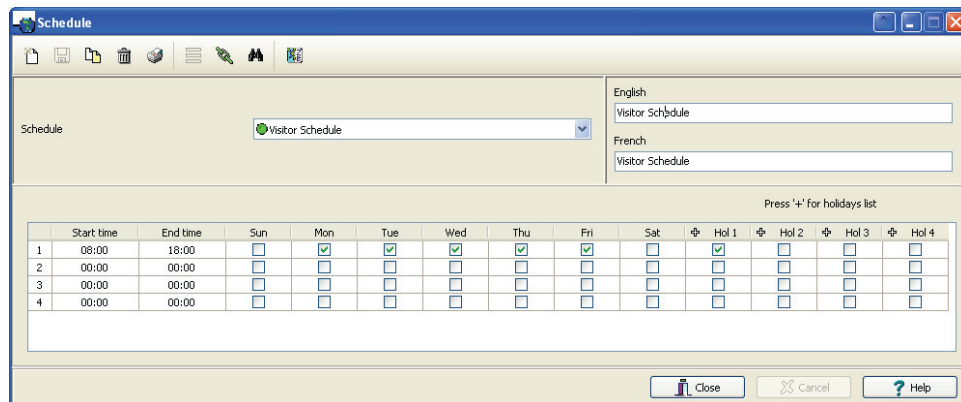 Schedule
English
Visitor Schedule
Schedule
Visitor Schedule
French
Visitor Schedule
Press '+' for holidays list
Start time End time Sun Mon Tue Wed Thu Fri Sat Hol 1 Hol 2 Hol 3 Hol 4
1 08:00 18:00
2 00:00 00:00
3 00:00 00:00
4 00:00 00:00
Close Cancel ? Help